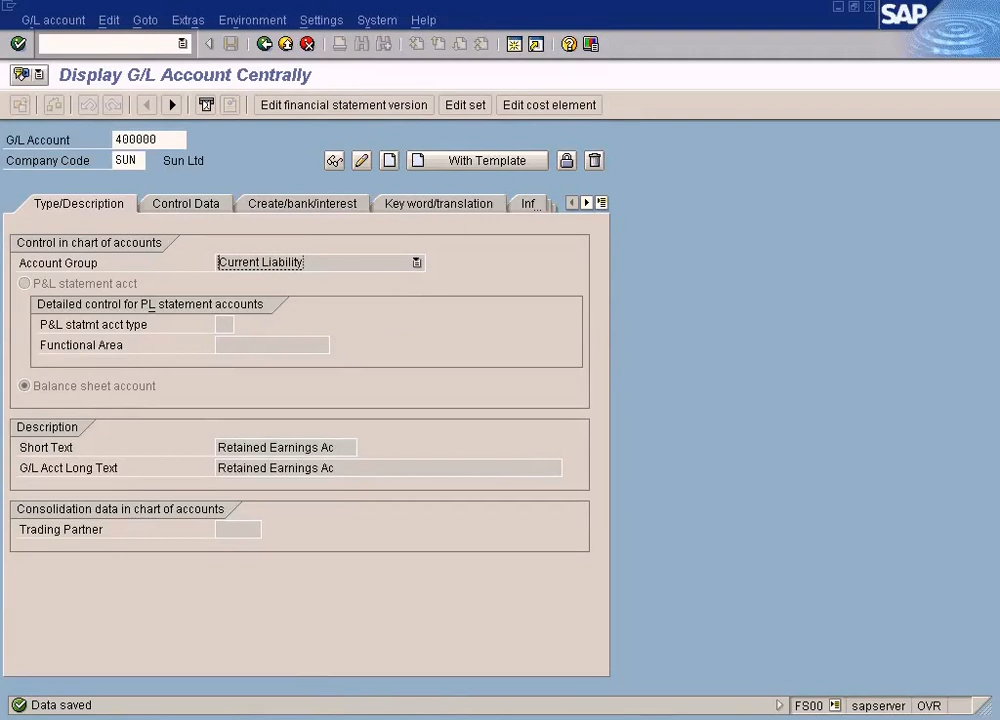 G/L account Edit Goto Extras Environment Settings System Help
SAP
Display G/L Account Centrally
Edit financial statement version Edit set Edit cost element
G/L Account 400000
Company Code SUN Sun Ltd With Template
Type/Description Control Data Create/bank/interest Key word/translation Inf...
Control in chart of accounts
Account Group Current Liability
P&L statement acct
Detailed control for PL statement accounts
P&L statmt acct type
Functional Area
Balance sheet account
Description
Short Text Retained Earnings Ac
G/L Acct Long Text Retained Earnings Ac
Consolidation data in chart of accounts
Trading Partner
Data saved FS00 sapserver OVR